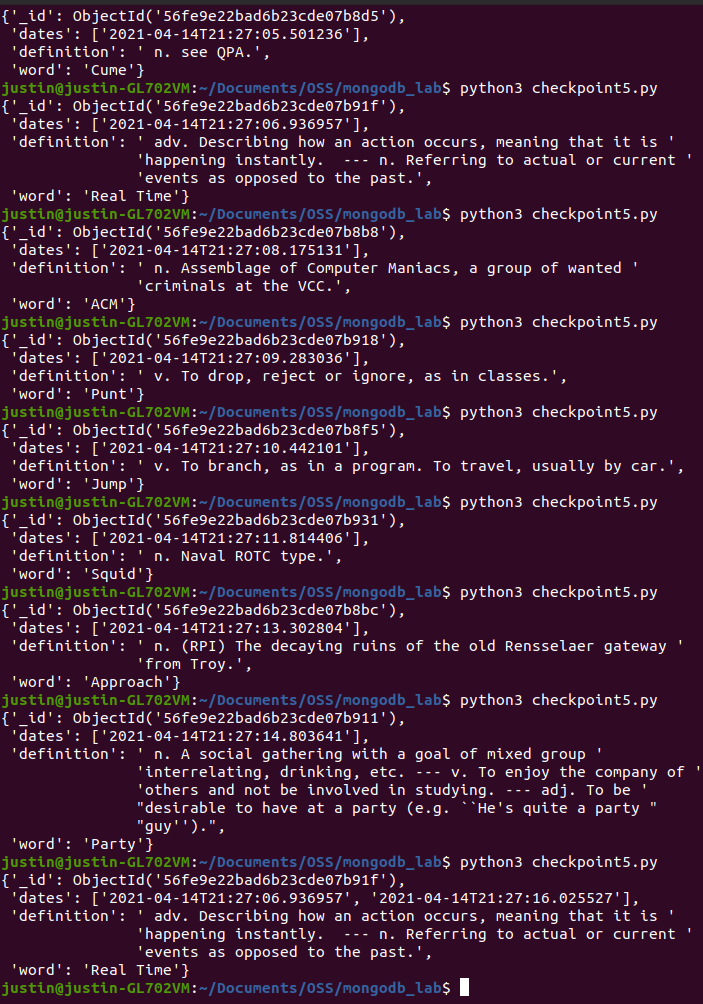 {'_id': ObjectId('56fe9e22bad6b23cde07b8d5'),
 'dates': ['2021-04-14T21:27:05.501236'],
 'definition': ' n. see QPA.',
 'word': 'Cume'}
justin@justin-GL702VM:~/Documents/OSS/mongodb_lab$ python3 checkpoint5.py
{'_id': ObjectId('56fe9e22bad6b23cde07b91f'),
 'dates': ['2021-04-14T21:27:06.936957'],
 'definition': ' adv. Describing how an action occurs, meaning that it is '
               'happening instantly.  --- n. Referring to actual or current '
               'events as opposed to the past.',
 'word': 'Real Time'}
justin@justin-GL702VM:~/Documents/OSS/mongodb_lab$ python3 checkpoint5.py
{'_id': ObjectId('56fe9e22bad6b23cde07b8b8'),
 'dates': ['2021-04-14T21:27:08.175131'],
 'definition': ' n. Assemblage of Computer Maniacs, a group of wanted '
               'criminals at the VCC.',
 'word': 'ACM'}
justin@justin-GL702VM:~/Documents/OSS/mongodb_lab$ python3 checkpoint5.py
{'_id': ObjectId('56fe9e22bad6b23cde07b918'),
 'dates': ['2021-04-14T21:27:09.283036'],
 'definition': ' v. To drop, reject or ignore, as in classes.',
 'word': 'Punt'}
justin@justin-GL702VM:~/Documents/OSS/mongodb_lab$ python3 checkpoint5.py
{'_id': ObjectId('56fe9e22bad6b23cde07b8f5'),
 'dates': ['2021-04-14T21:27:10.442101'],
 'definition': ' v. To branch, as in a program. To travel, usually by car.',
 'word': 'Jump'}
justin@justin-GL702VM:~/Documents/OSS/mongodb_lab$ python3 checkpoint5.py
{'_id': ObjectId('56fe9e22bad6b23cde07b931'),
 'dates': ['2021-04-14T21:27:11.814406'],
 'definition': ' n. Naval ROTC type.',
 'word': 'Squid'}
justin@justin-GL702VM:~/Documents/OSS/mongodb_lab$ python3 checkpoint5.py
{'_id': ObjectId('56fe9e22bad6b23cde07b8bc'),
 'dates': ['2021-04-14T21:27:13.302804'],
 'definition': ' n. (RPI) The decaying ruins of the old Rensselaer gateway '
               'from Troy.',
 'word': 'Approach'}
justin@justin-GL702VM:~/Documents/OSS/mongodb_lab$ python3 checkpoint5.py
{'_id': ObjectId('56fe9e22bad6b23cde07b911'),
 'dates': ['2021-04-14T21:27:14.803641'],
 'definition': ' n. A social gathering with a goal of mixed group '
               'interrelating, drinking, etc. --- v. To enjoy the company of '
               'others and not be involved in studying. --- adj. To be '
               "desirable to have at a party (e.g. ``He's quite a party "
               "guy'').",
 'word': 'Party'}
justin@justin-GL702VM:~/Documents/OSS/mongodb_lab$ python3 checkpoint5.py
{'_id': ObjectId('56fe9e22bad6b23cde07b91f'),
 'dates': ['2021-04-14T21:27:06.936957', '2021-04-14T21:27:16.025527'],
 'definition': ' adv. Describing how an action occurs, meaning that it is '
               'happening instantly.  --- n. Referring to actual or current '
               'events as opposed to the past.',
 'word': 'Real Time'}
justin@justin-GL702VM:~/Documents/OSS/mongodb_lab$